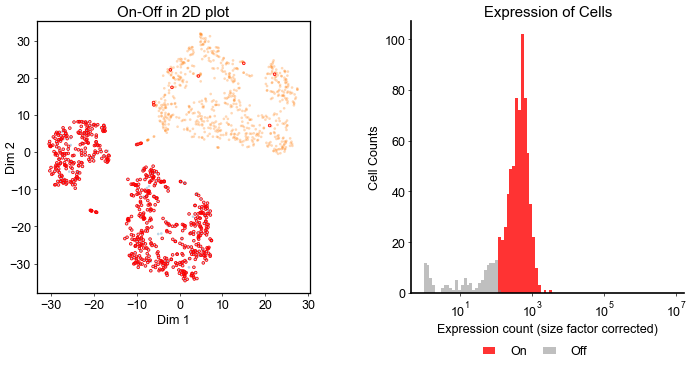 On-Off in 2D plot
Dim 2
30
20
10
0
−10
−20
−30
−30 −20 −10 0 10 20 30
Dim 1
Expression of Cells
Cell Counts
100
80
60
40
20
0
10^1 10^3 10^5 10^7
Expression count (size factor corrected)
On Off